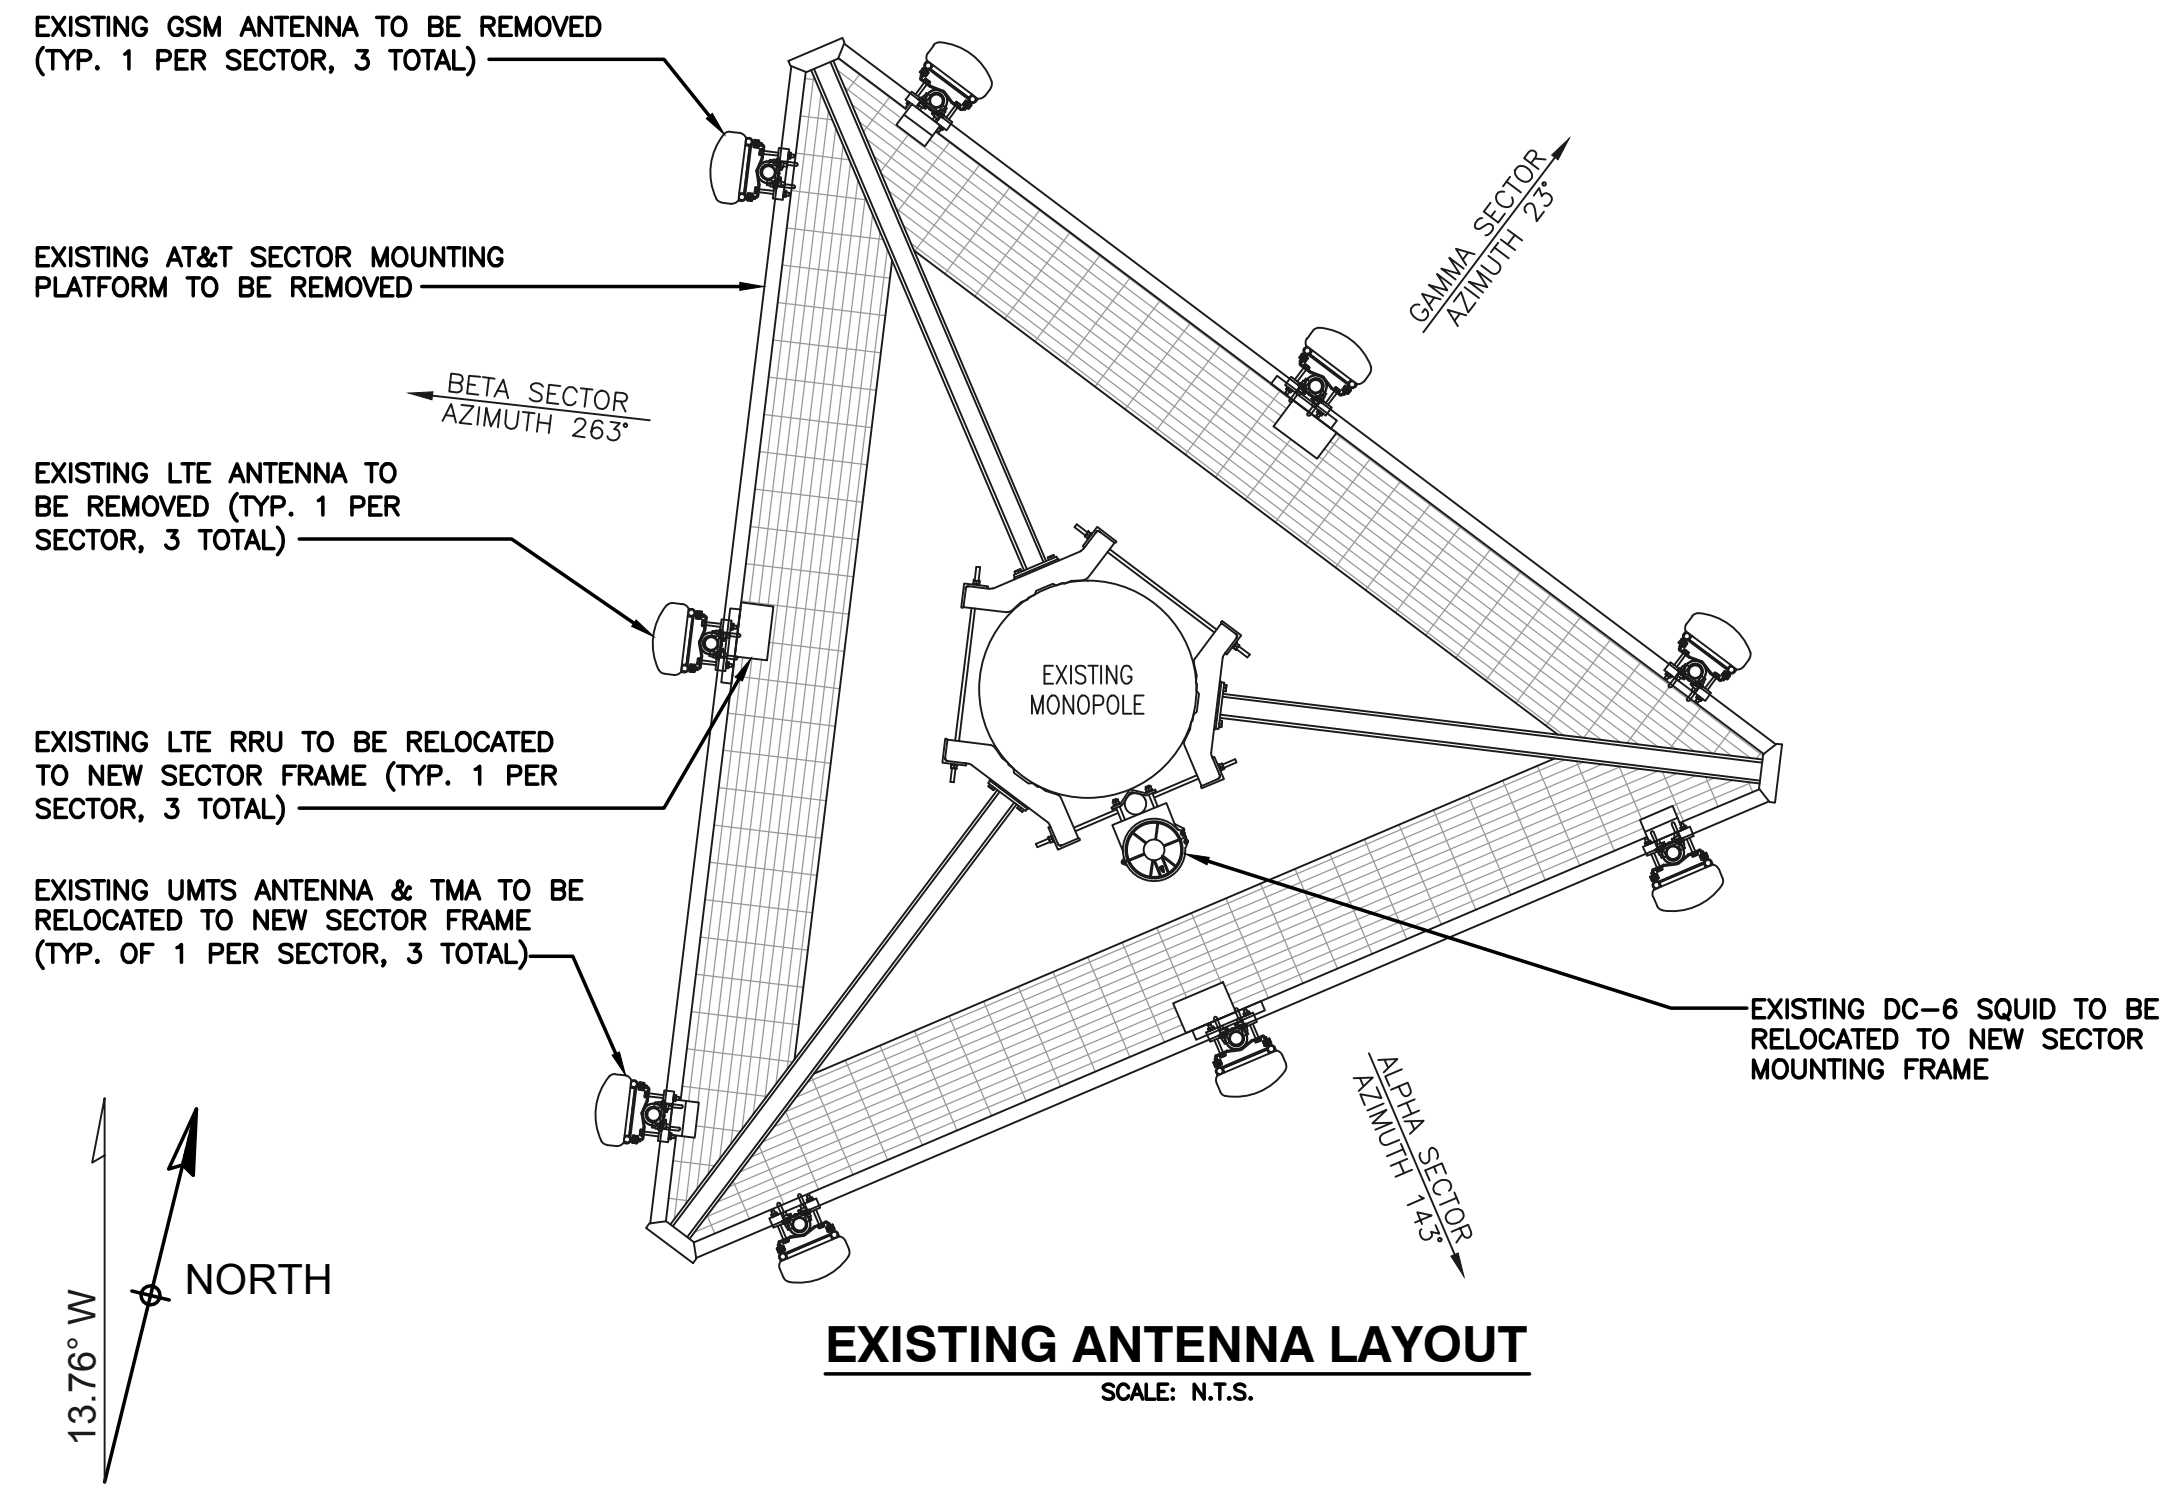 EXISTING GSM ANTENNA TO BE REMOVED
(TYP. 1 PER SECTOR, 3 TOTAL)
EXISTING AT&T SECTOR MOUNTING
PLATFORM TO BE REMOVED
GAMMA SECTOR
AZIMUTH 23°
BETA SECTOR
AZIMUTH 263°
EXISTING LTE ANTENNA TO
BE REMOVED (TYP. 1 PER
SECTOR, 3 TOTAL)
EXISTING
MONOPOLE
EXISTING LTE RRU TO BE RELOCATED
TO NEW SECTOR FRAME (TYP. 1 PER
SECTOR, 3 TOTAL)
EXISTING UMTS ANTENNA & TMA TO BE
RELOCATED TO NEW SECTOR FRAME
(TYP. OF 1 PER SECTOR, 3 TOTAL)
EXISTING DC-6 SQUID TO BE
RELOCATED TO NEW SECTOR
MOUNTING FRAME
ALPHA SECTOR
AZIMUTH 143°
NORTH
13.76° W
EXISTING ANTENNA LAYOUT
SCALE: N.T.S.